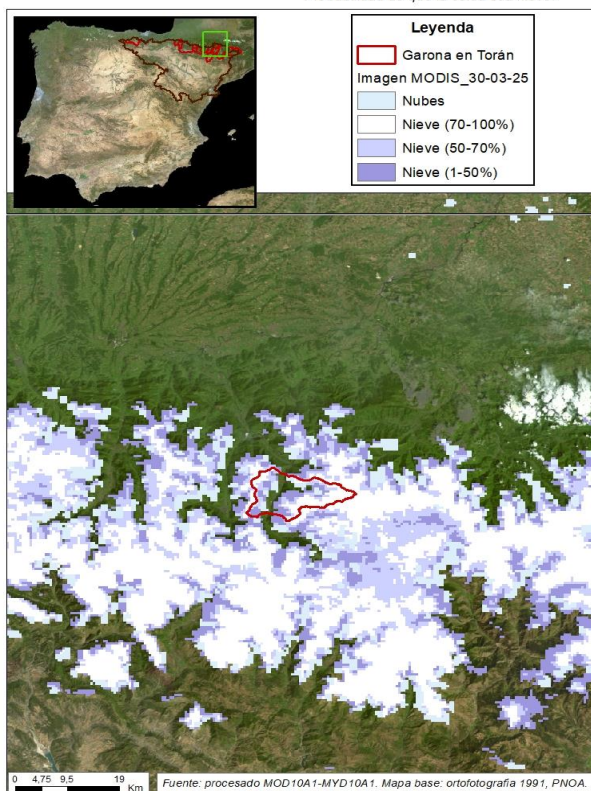 Leyenda
Garona en Torán
Imagen MODIS_30-03-25
Nubes
Nieve (70-100%)
Nieve (50-70%)
Nieve (1-50%)
0 4,75 9,5 19
Km
Fuente: procesado MOD10A1-MYD10A1. Mapa base: ortofotografia 1991, PNOA.